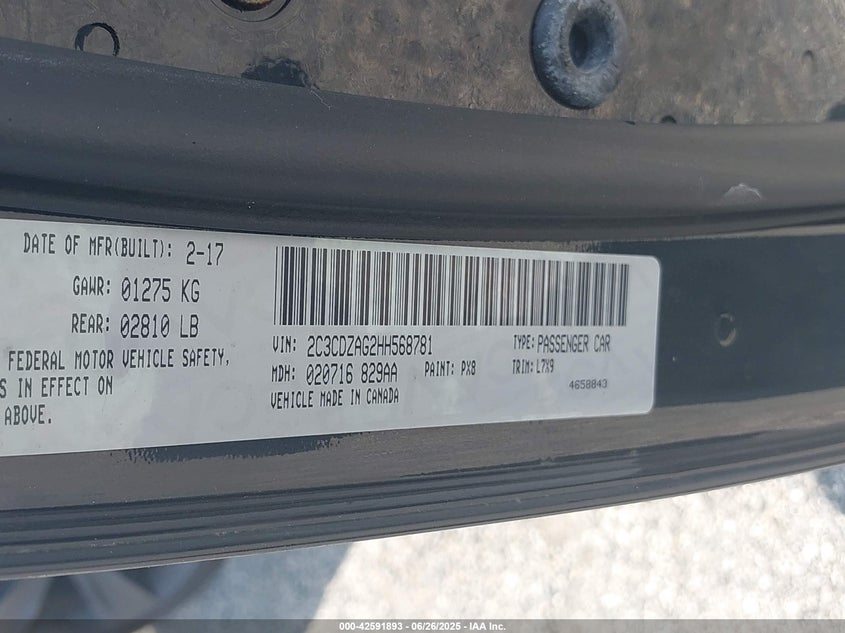 DATE OF MFR(BUILT): 2-17
GAWR: 01275 KG
REAR: 02810 LB
FEDERAL MOTOR VEHICLE SAFETY,
S IN EFFECT ON
ABOVE.
VIN: 2C3CDZAG2HH568781 TYPE: PASSENGER CAR
MDH: 020716 829AA PAINT: PX8 TRIM: L7X9
VEHICLE MADE IN CANADA 4658843
000-42591893 - 06/26/2025 - IAA Inc.